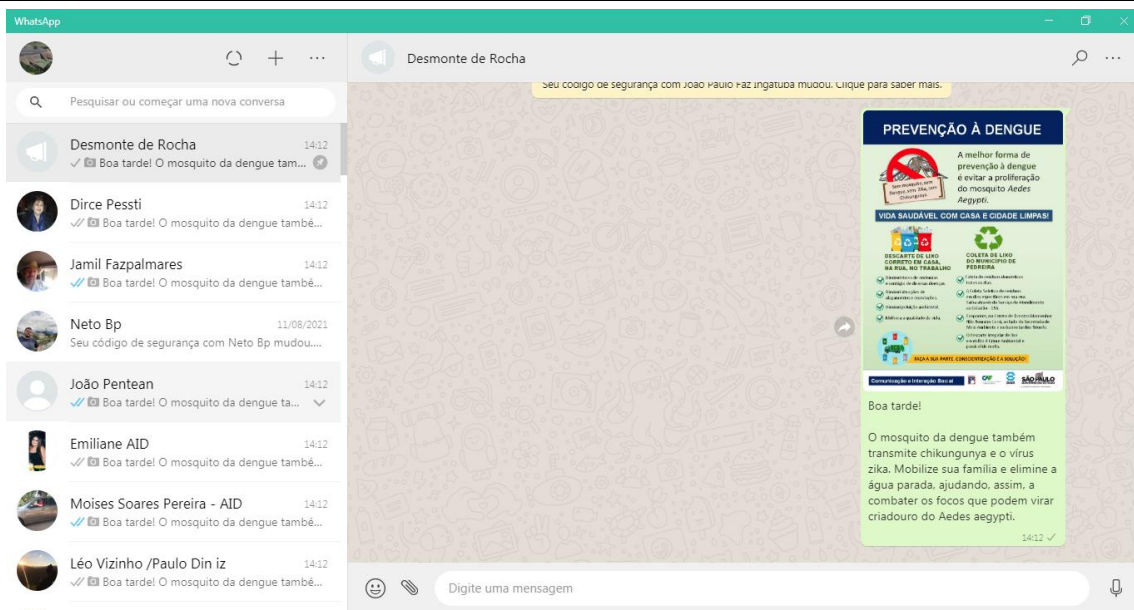 WhatsApp
Pesquisar ou começar uma nova conversa
Desmonte de Rocha
14:12
Boa tarde! O mosquito da dengue tam...
Dirce Pessti
14:12
Boa tarde! O mosquito da dengue també...
Jamil Fazpalmares
14:12
Boa tarde! O mosquito da dengue també...
Neto Bp
11/08/2021
Seu código de segurança com Neto Bp mudou....
João Pentean
14:12
Boa tarde! O mosquito da dengue ta...
Emiliane AID
14:12
Boa tarde! O mosquito da dengue també...
Moises Soares Pereira - AID
14:12
Boa tarde! O mosquito da dengue també...
Léo Vizinho /Paulo Din iz
14:12
Boa tarde! O mosquito da dengue també...
Desmonte de Rocha
Seu código de segurança com João Paulo Faz Ingatuba mudou. Clique para saber mais.
PREVENÇÃO À DENGUE
A melhor forma de
prevenção à dengue
é evitar a proliferação
do mosquito Aedes
Aegypti.
VIDA SAUDÁVEL COM CASA E CIDADE LIMPAS!
DESCARTE DE LIXO
CORRETO EM CASA,
NA RUA, NO TRABALHO
COLETA DE LIXO
DO MUNICÍPIO DE
PEDREIRA
FAÇA A SUA PARTE
Comunicação e Interação Social
SÃO PAULO
Boa tarde!
O mosquito da dengue também
transmite chikungunya e o vírus
zika. Mobilize sua família e elimine a
água parada, ajudando, assim, a
combater os focos que podem virar
criadouro do Aedes aegypti.
14:12
Digite uma mensagem